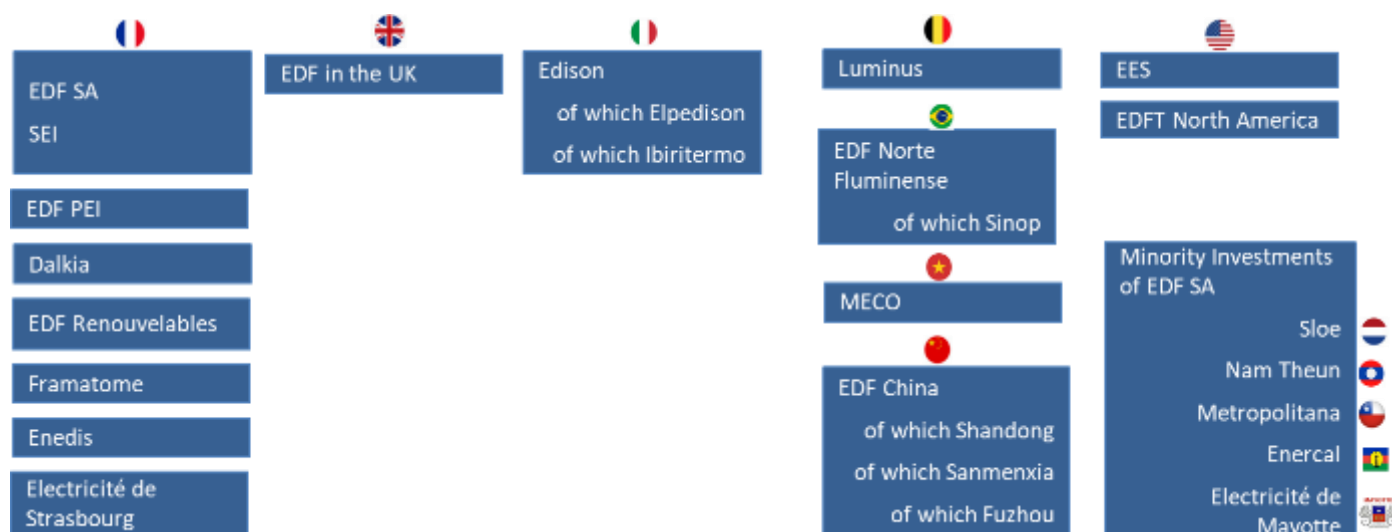 EDF SA
SEI
EDF PEI
Dalkia
EDF Renouvelables
Framatome
Enedis
Electricité de
Strasbourg
EDF in the UK
Edison
of which Elpedison
of which Ibiritermo
Luminus
EDF Norte
Fluminense
of which Sinop
MECO
EDF China
of which Shandong
of which Sanmenxia
of which Fuzhou
EES
EDFT North America
Minority Investments
of EDF SA
Sloe
Nam Theun
Metropolitana
Enercal
Electricité de
Mayotte